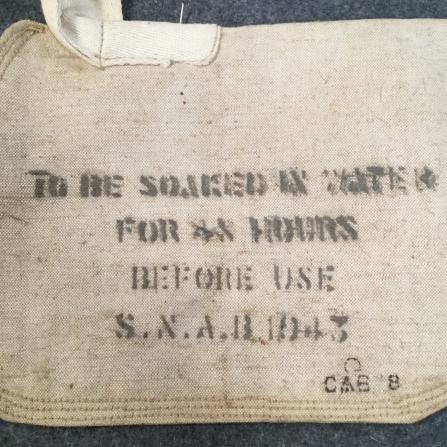 TO BE SOAKED IN WATER
FOR 48 HOURS
BEFORE USE
S.N.A.B. 1943
CAB 8